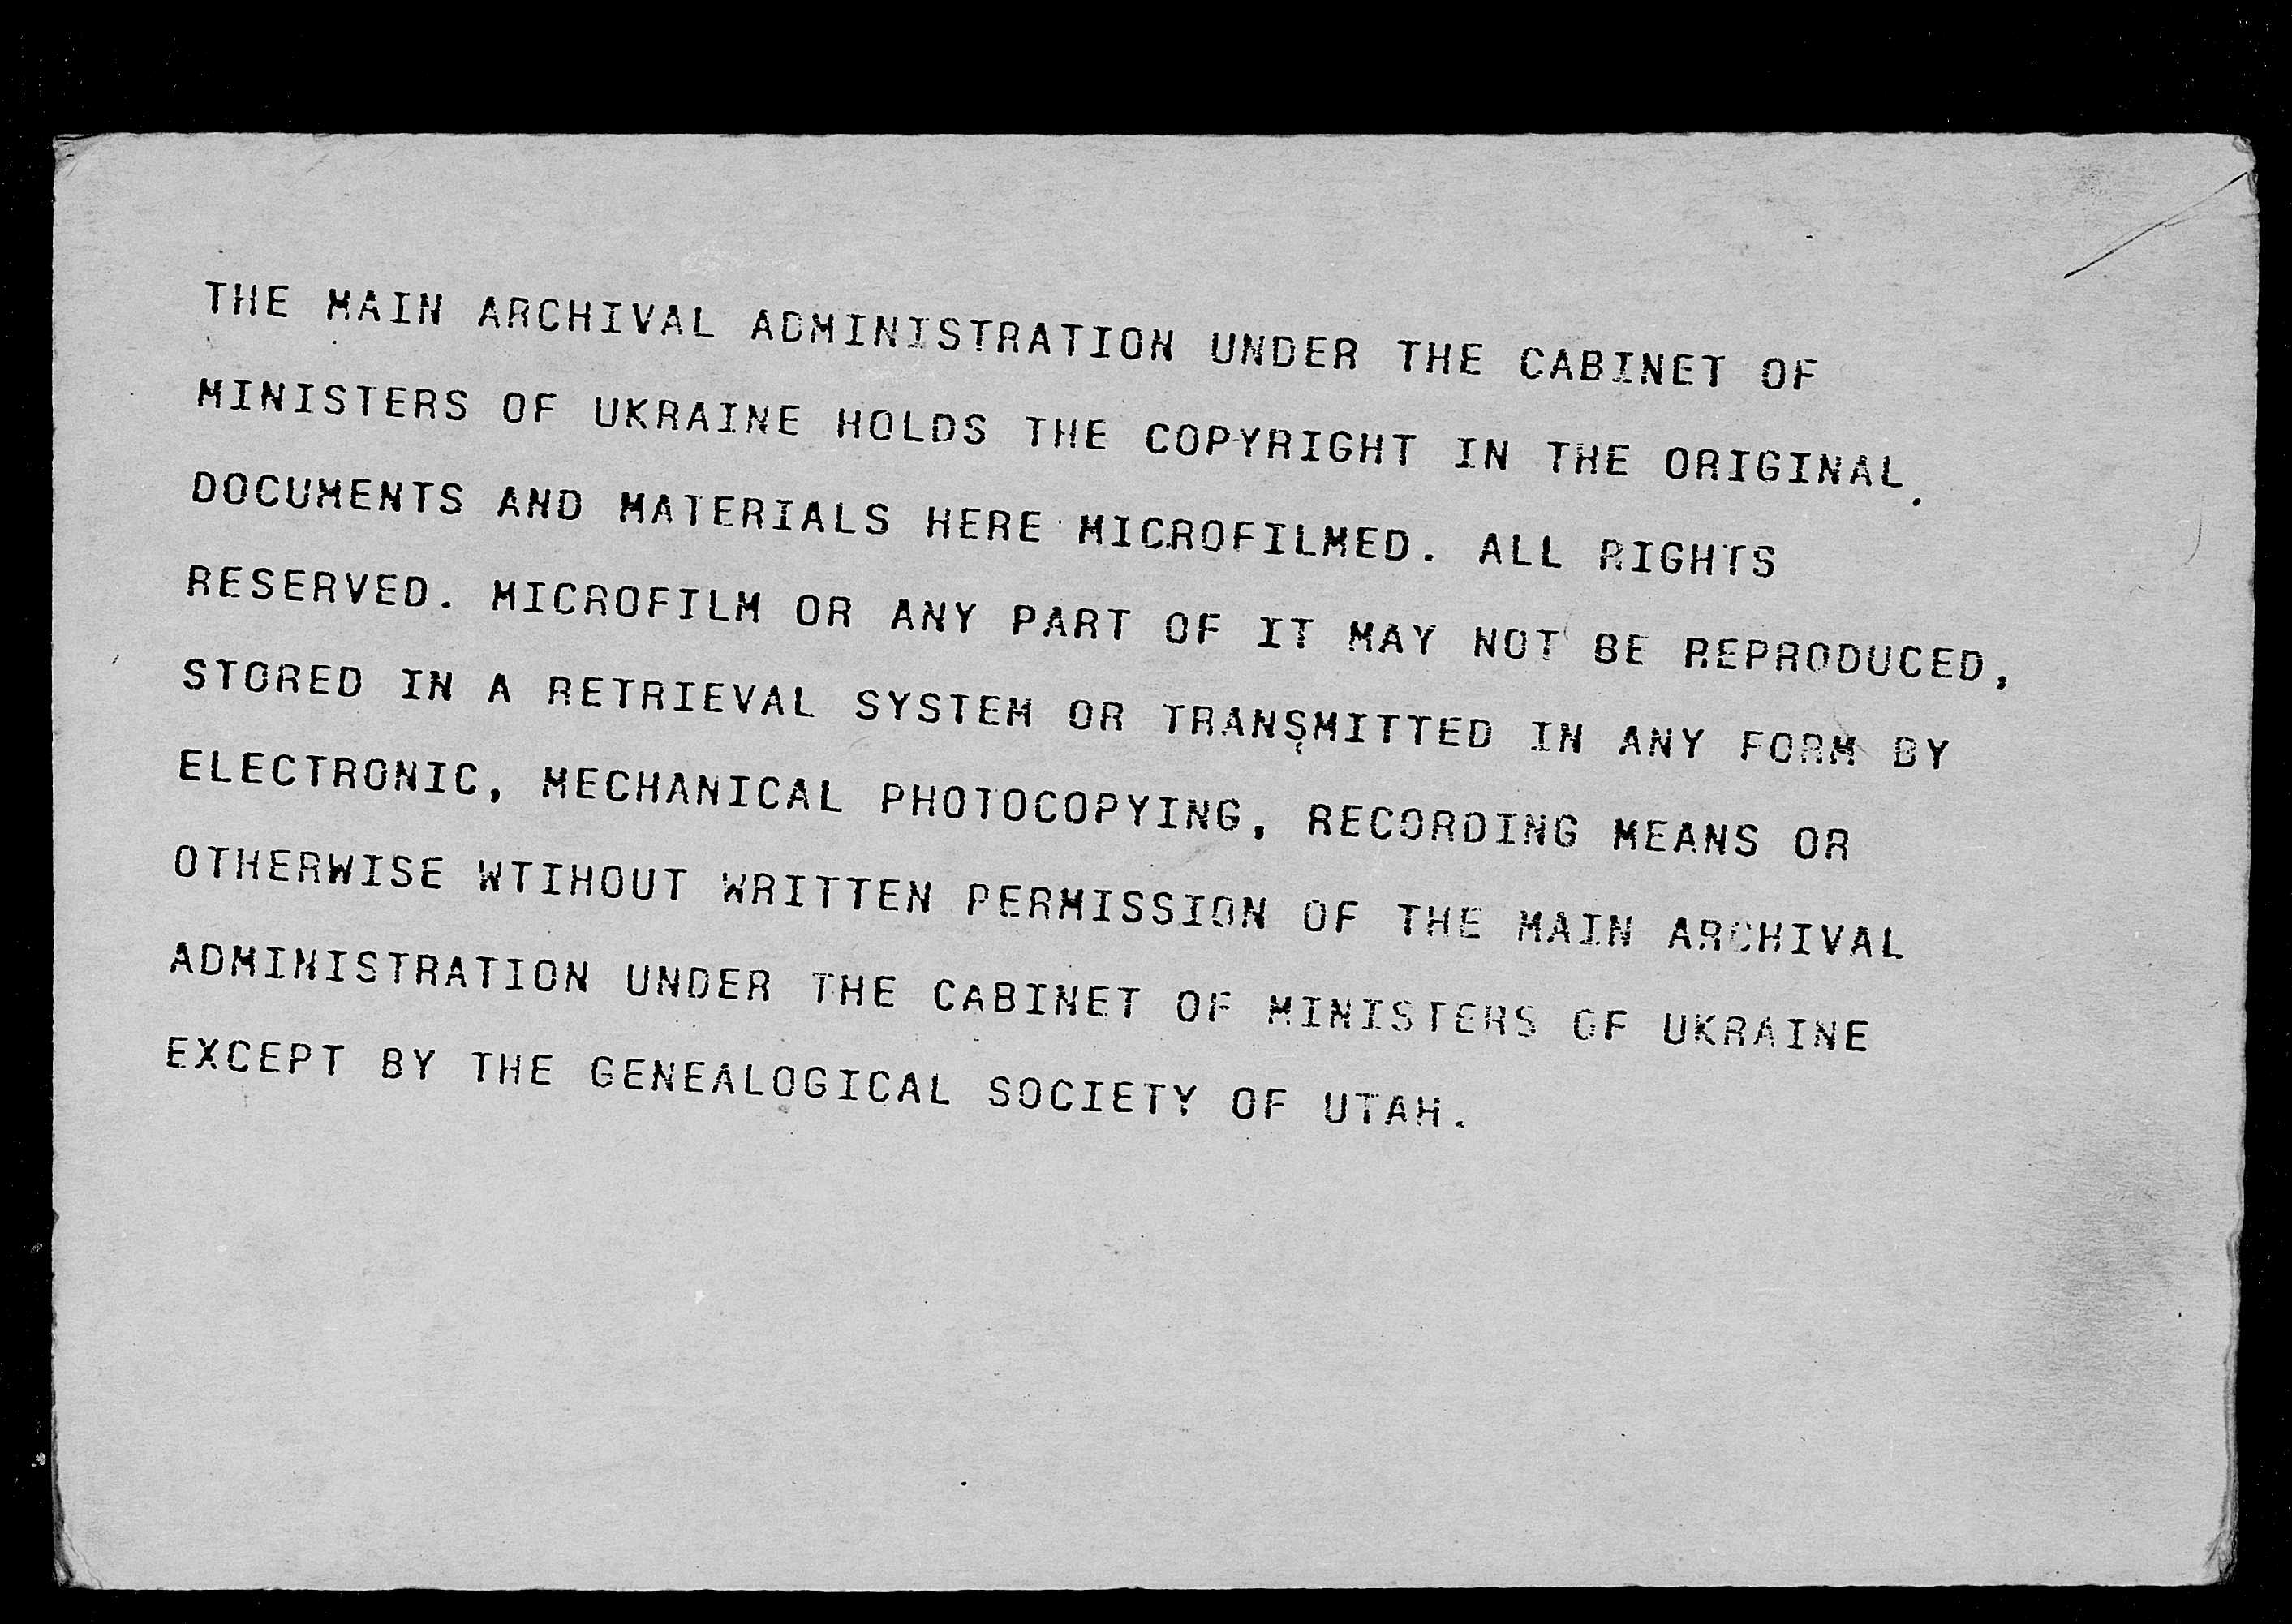 THE MAIN ARCHIVAL ADMINISTRATION UNDER THE CABINET OF
MINISTERS OF UKRAINE HOLDS THE COPYRIGHT IN THE ORIGINAL
DOCUMENTS AND MATERIALS HERE MICROFILMED. ALL RIGHTS
RESERVED. MICROFILM OR ANY PART OF IT MAY NOT BE REPRODUCED,
STORED IN A RETRIEVAL SYSTEM OR TRANSMITTED IN ANY FORM BY
ELECTRONIC, MECHANICAL PHOTOCOPYING, RECORDING MEANS OR
OTHERWISE WTIHOUT WRITTEN PERMISSION OF THE MAIN ARCHIVAL
ADMINISTRATION UNDER THE CABINET OF MINISTERS OF UKRAINE
EXCEPT BY THE GENEALOGICAL SOCIETY OF UTAH.